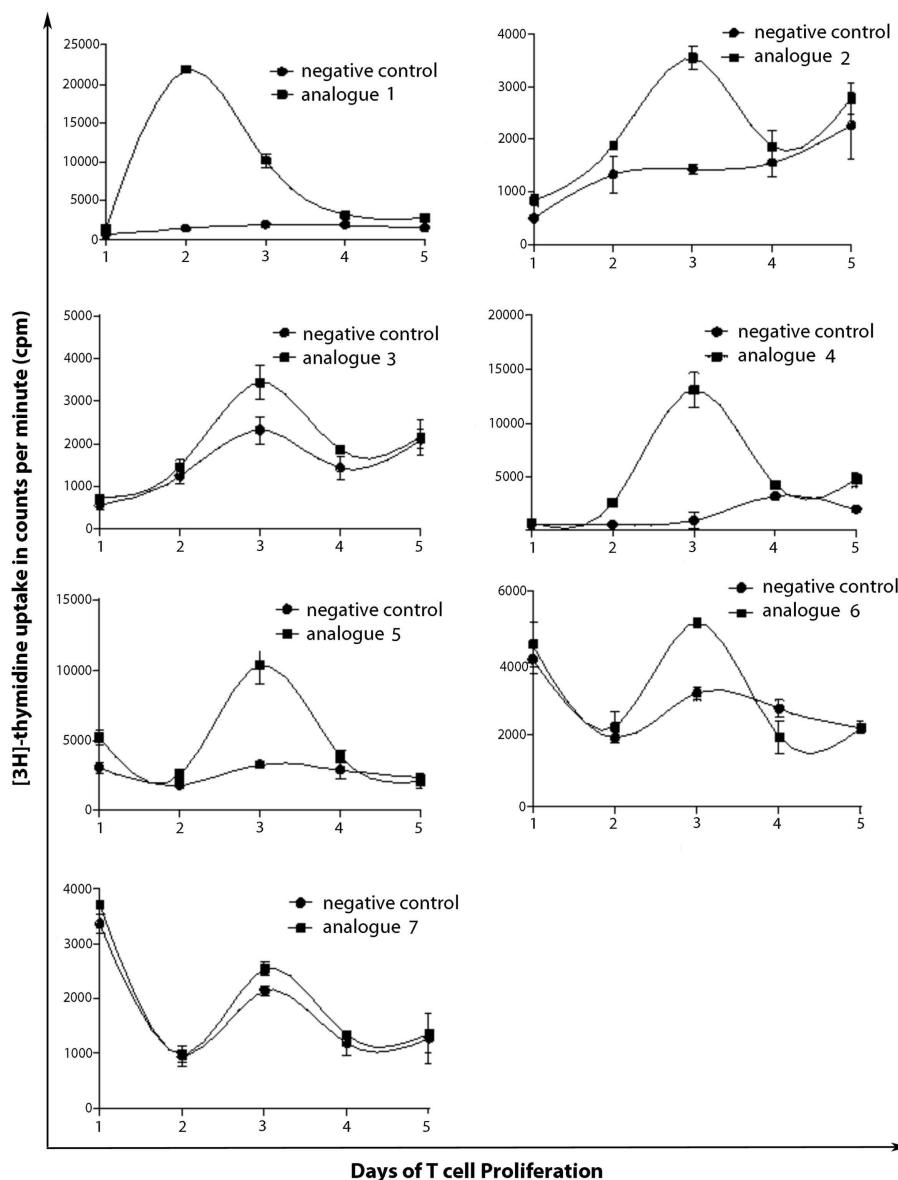 [3H]-thymidine uptake in counts per minute (cpm)
25000
20000
15000
10000
5000
0
1 2 3 4 5
negative control
analogue 1
4000
3000
2000
1000
0
1 2 3 4 5
negative control
analogue 2
5000
4000
3000
2000
1000
0
1 2 3 4 5
negative control
analogue 3
20000
15000
10000
5000
1 2 3 4 5
negative control
analogue 4
15000
10000
5000
0
1 2 3 4 5
negative control
analogue 5
6000
4000
2000
0
1 2 3 4 5
negative control
analogue 6
4000
3000
2000
1000
0
1 2 3 4 5
negative control
analogue 7
Days of T cell Proliferation